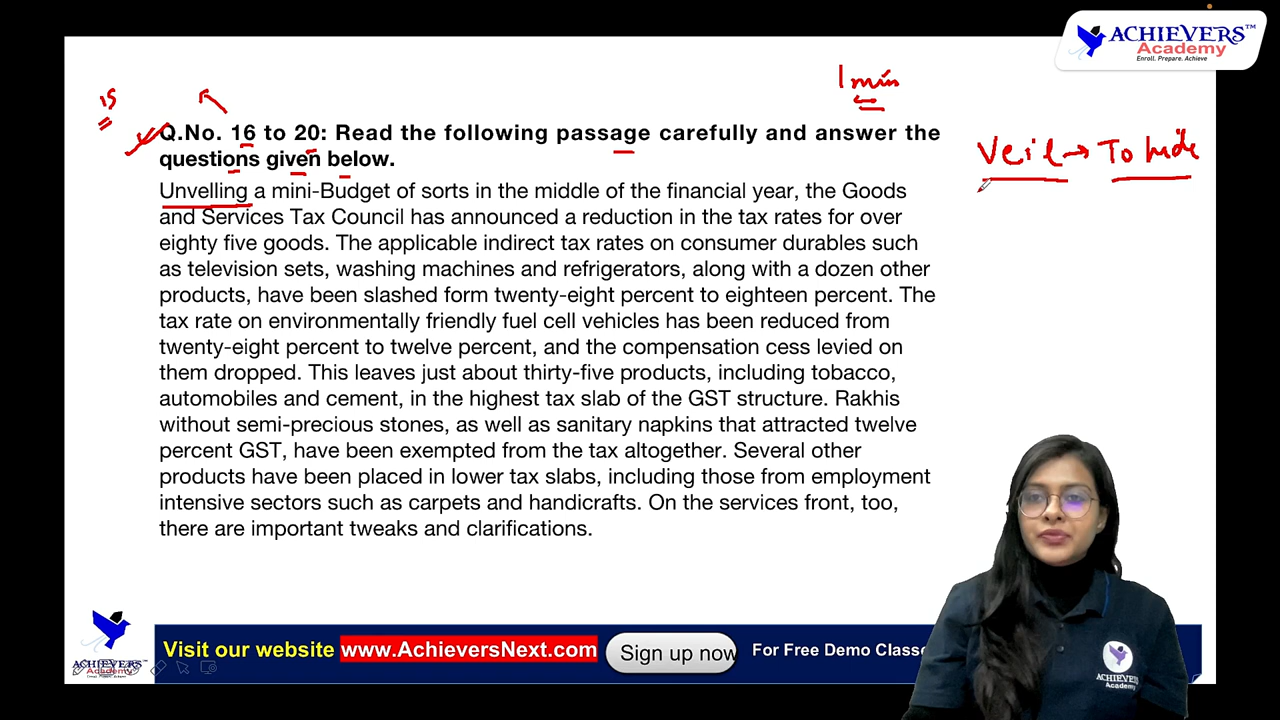 ACHIEVERS™
Academy
Enroll. Prepare. Achieve
1 min
15
Q.No. 16 to 20: Read the following passage carefully and answer the
questions given below.
Veil → To hide
Unvelling a mini-Budget of sorts in the middle of the financial year, the Goods
and Services Tax Council has announced a reduction in the tax rates for over
eighty five goods. The applicable indirect tax rates on consumer durables such
as television sets, washing machines and refrigerators, along with a dozen other
products, have been slashed form twenty-eight percent to eighteen percent. The
tax rate on environmentally friendly fuel cell vehicles has been reduced from
twenty-eight percent to twelve percent, and the compensation cess levied on
them dropped. This leaves just about thirty-five products, including tobacco,
automobiles and cement, in the highest tax slab of the GST structure. Rakhis
without semi-precious stones, as well as sanitary napkins that attracted twelve
percent GST, have been exempted from the tax altogether. Several other
products have been placed in lower tax slabs, including those from employment
intensive sectors such as carpets and handicrafts. On the services front, too,
there are important tweaks and clarifications.
ACHIEVERS
Academy
Visit our website www.AchieversNext.com Sign up now For Free Demo Classe
ACHIEVERS
Academy